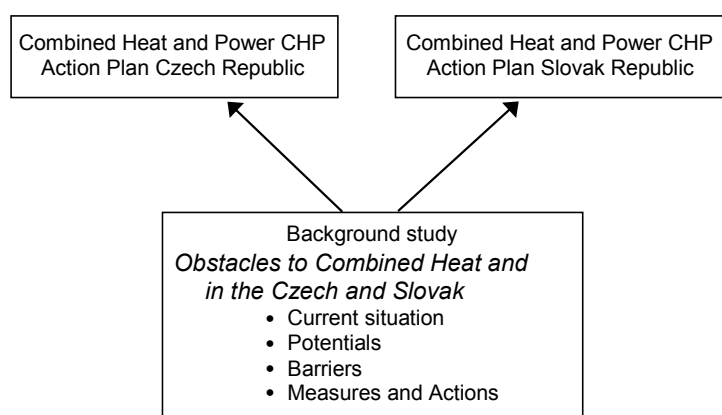 Combined Heat and Power CHP
Action Plan Czech Republic
Combined Heat and Power CHP
Action Plan Slovak Republic
Background study
Obstacles to Combined Heat and
in the Czech and Slovak
• Current situation
• Potentials
• Barriers
• Measures and Actions